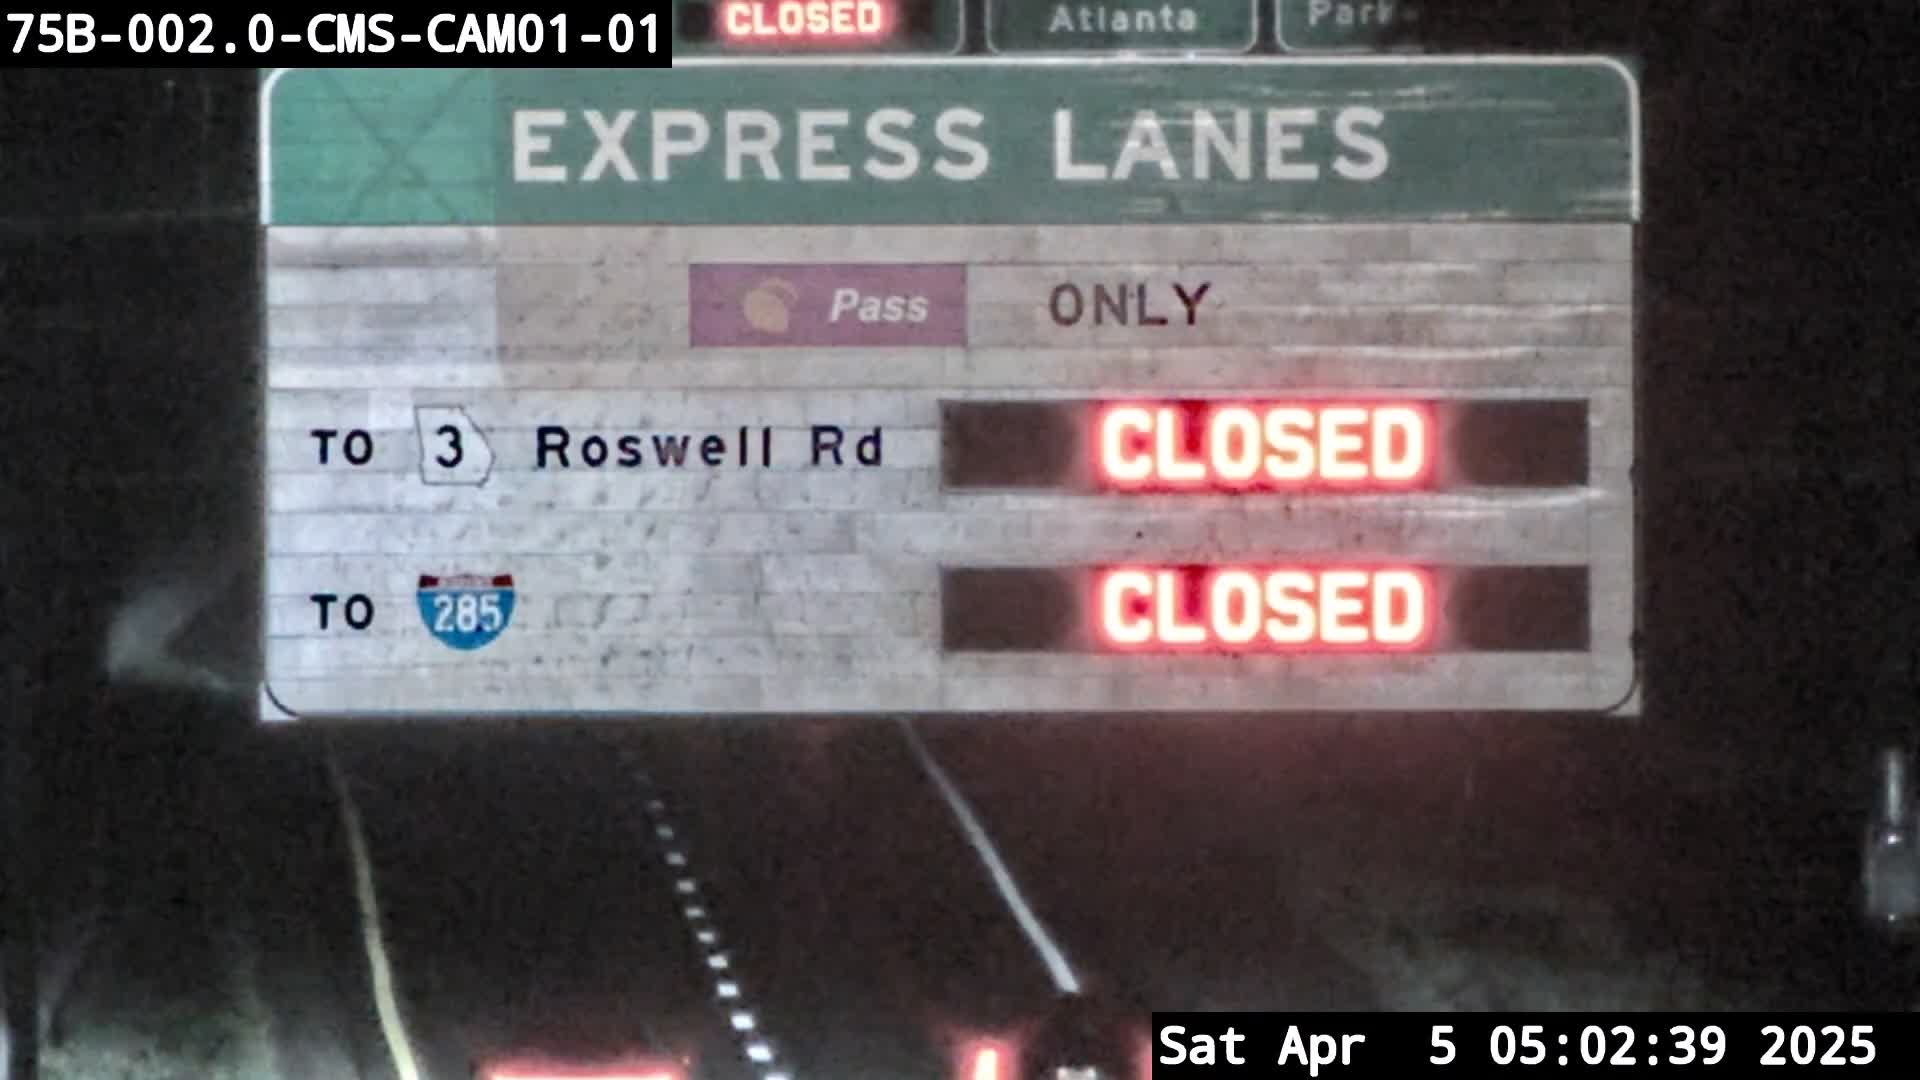 75B-002.0-CMS-CAM01-01
CLOSED
Atlanta
Park
EXPRESS LANES
Pass ONLY
TO 3 Roswell Rd CLOSED
TO 285 CLOSED
Sat Apr 5 05:02:39 2025